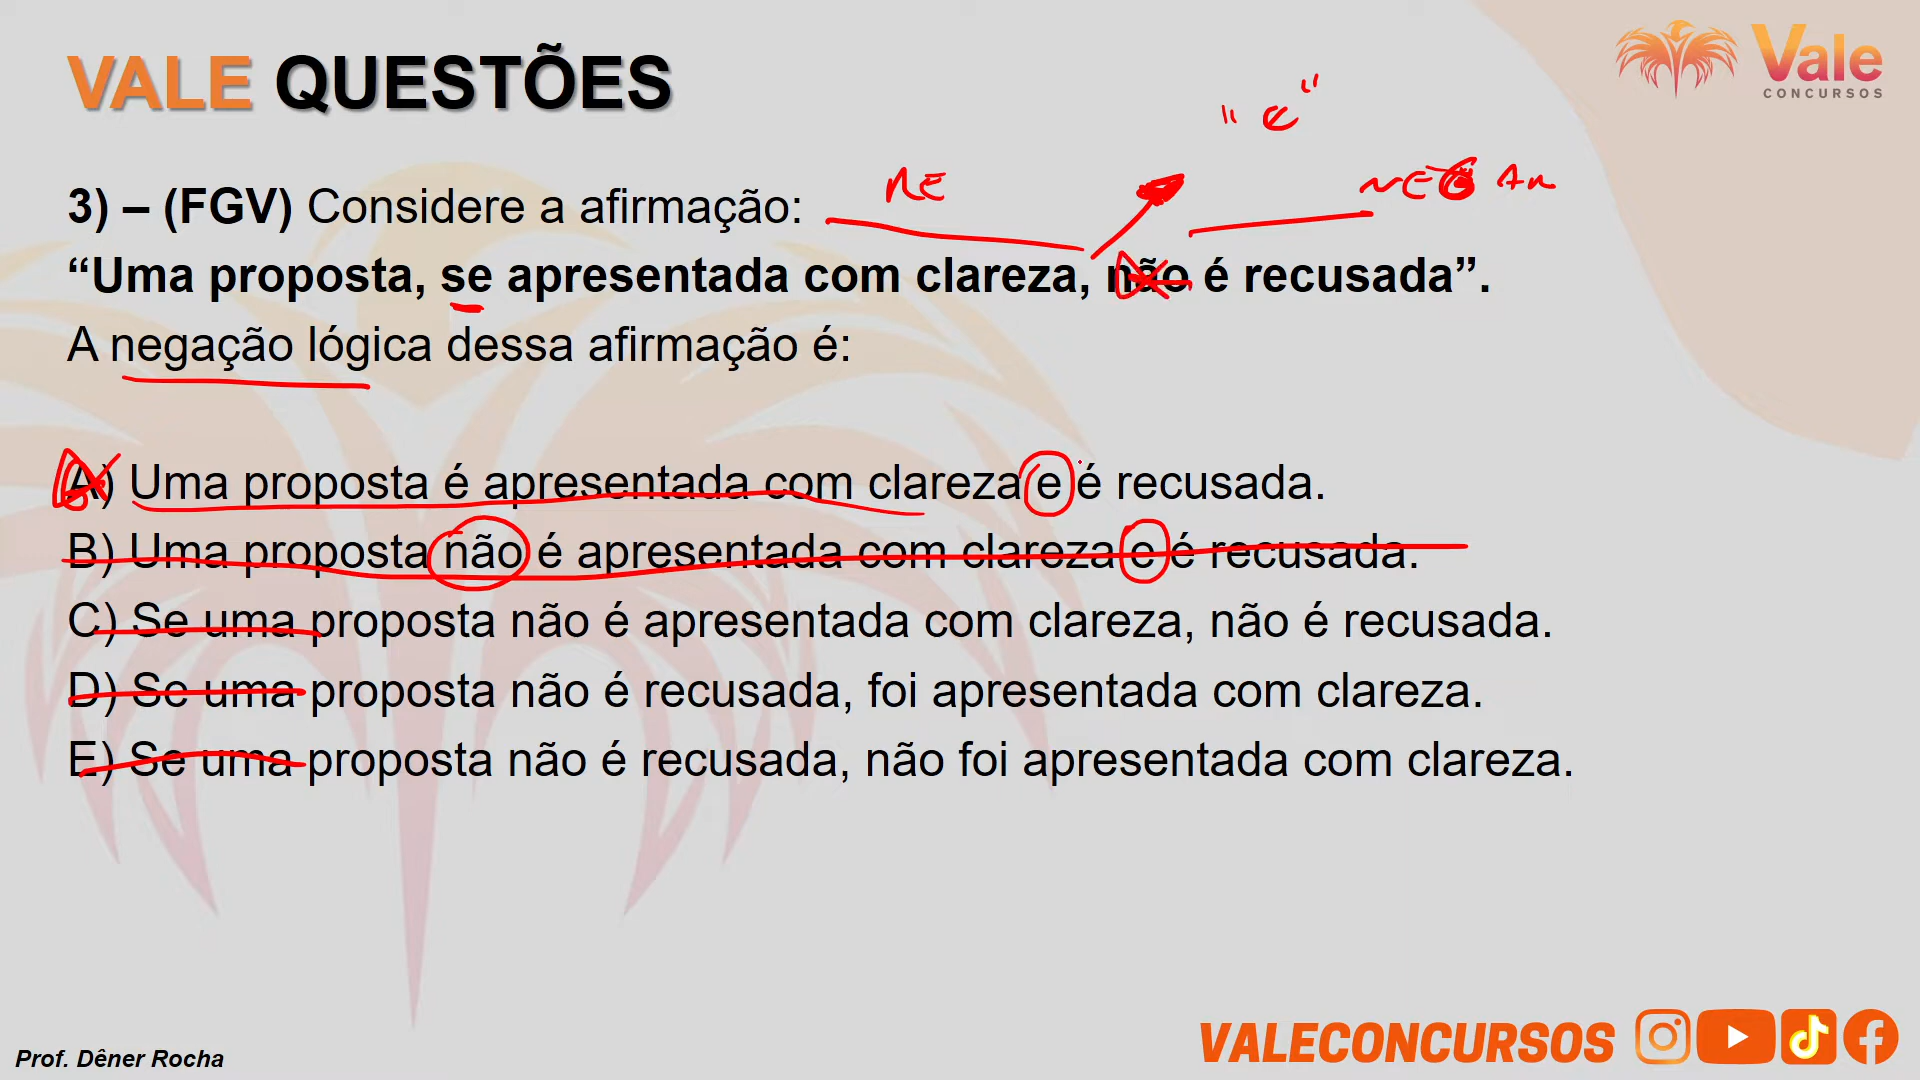 VALE QUESTÕES
Vale
CONCURSOS
"e"
NE
3) – (FGV) Considere a afirmação:
“Uma proposta, se apresentada com clareza, não é recusada”.
A negação lógica dessa afirmação é:
A) Uma proposta é apresentada com clareza e é recusada.
B) Uma proposta não é apresentada com clareza e é recusada.
C) Se uma proposta não é apresentada com clareza, não é recusada.
D) Se uma proposta não é recusada, foi apresentada com clareza.
E) Se uma proposta não é recusada, não foi apresentada com clareza.
VALECONCURSOS
Prof. Dêner Rocha